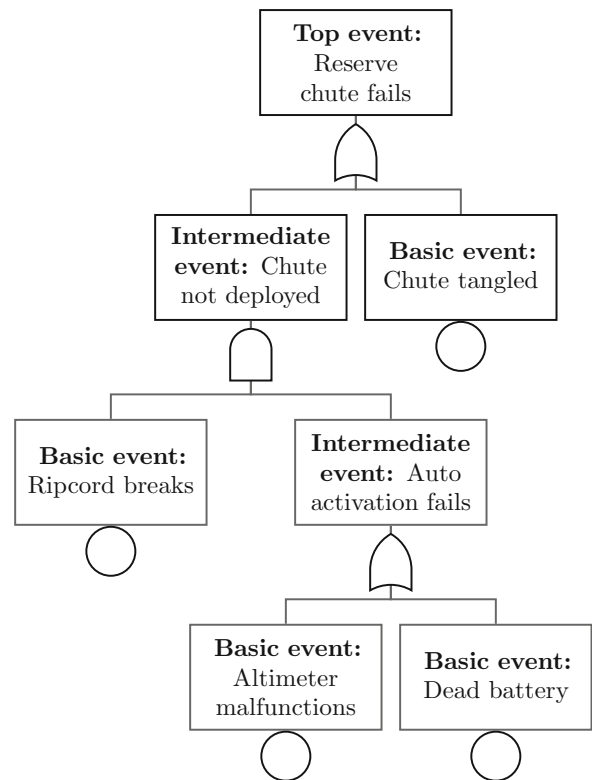 Top event:
Reserve
chute fails
Intermediate
event: Chute
not deployed
Basic event:
Chute tangled
Basic event:
Ripcord breaks
Intermediate
event: Auto
activation fails
Basic event:
Altimeter
malfunctions
Basic event:
Dead battery